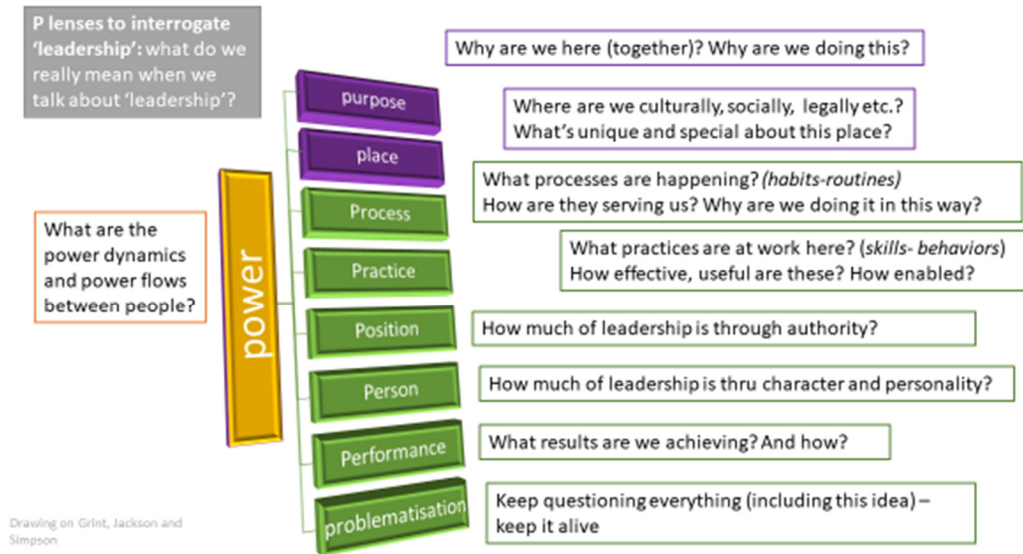 P lenses to interrogate
'leadership': what do we
really mean when we
talk about 'leadership'?
Why are we here (together)? Why are we doing this?
purpose
Where are we culturally, socially, legally etc.?
What's unique and special about this place?
place
What processes are happening? (habits-routines)
How are they serving us? Why are we doing it in this way?
Process
What practices are at work here? (skills- behaviors)
How effective, useful are these? How enabled?
Practice
What are the
power dynamics
and power flows
between people?
power
Position
How much of leadership is through authority?
Person
How much of leadership is thru character and personality?
Performance
What results are we achieving? And how?
problematisation
Keep questioning everything (including this idea) –
keep it alive
Drawing on Grint, Jackson and
Simpson